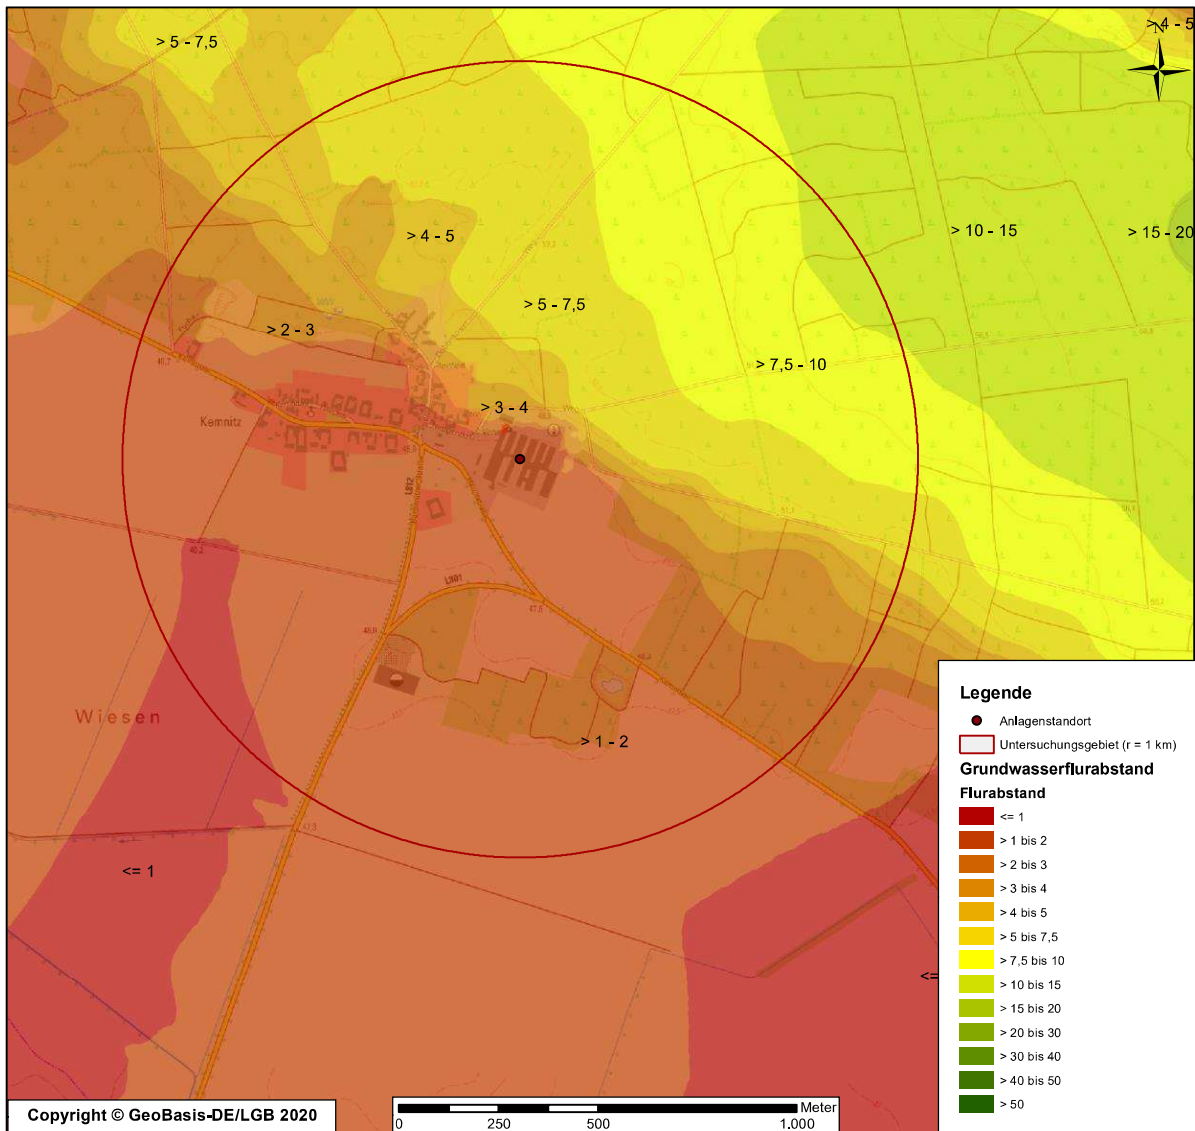 > 4 - 5
N
> 5 - 7,5
> 4 - 5
> 10 - 15
> 15 - 20
> 5 - 7,5
> 2 - 3
> 7,5 - 10
> 3 - 4
Kemnitz
L812
L801
Wiesen
> 1 - 2
<= 1
<=
Legende
Anlagenstandort
Untersuchungsgebiet (r = 1 km)
Grundwasserflurabstand
Flurabstand
<= 1
> 1 bis 2
> 2 bis 3
> 3 bis 4
> 4 bis 5
> 5 bis 7,5
> 7,5 bis 10
> 10 bis 15
> 15 bis 20
> 20 bis 30
> 30 bis 40
> 40 bis 50
> 50
Copyright © GeoBasis-DE/LGB 2020
Meter
0 250 500 1.000